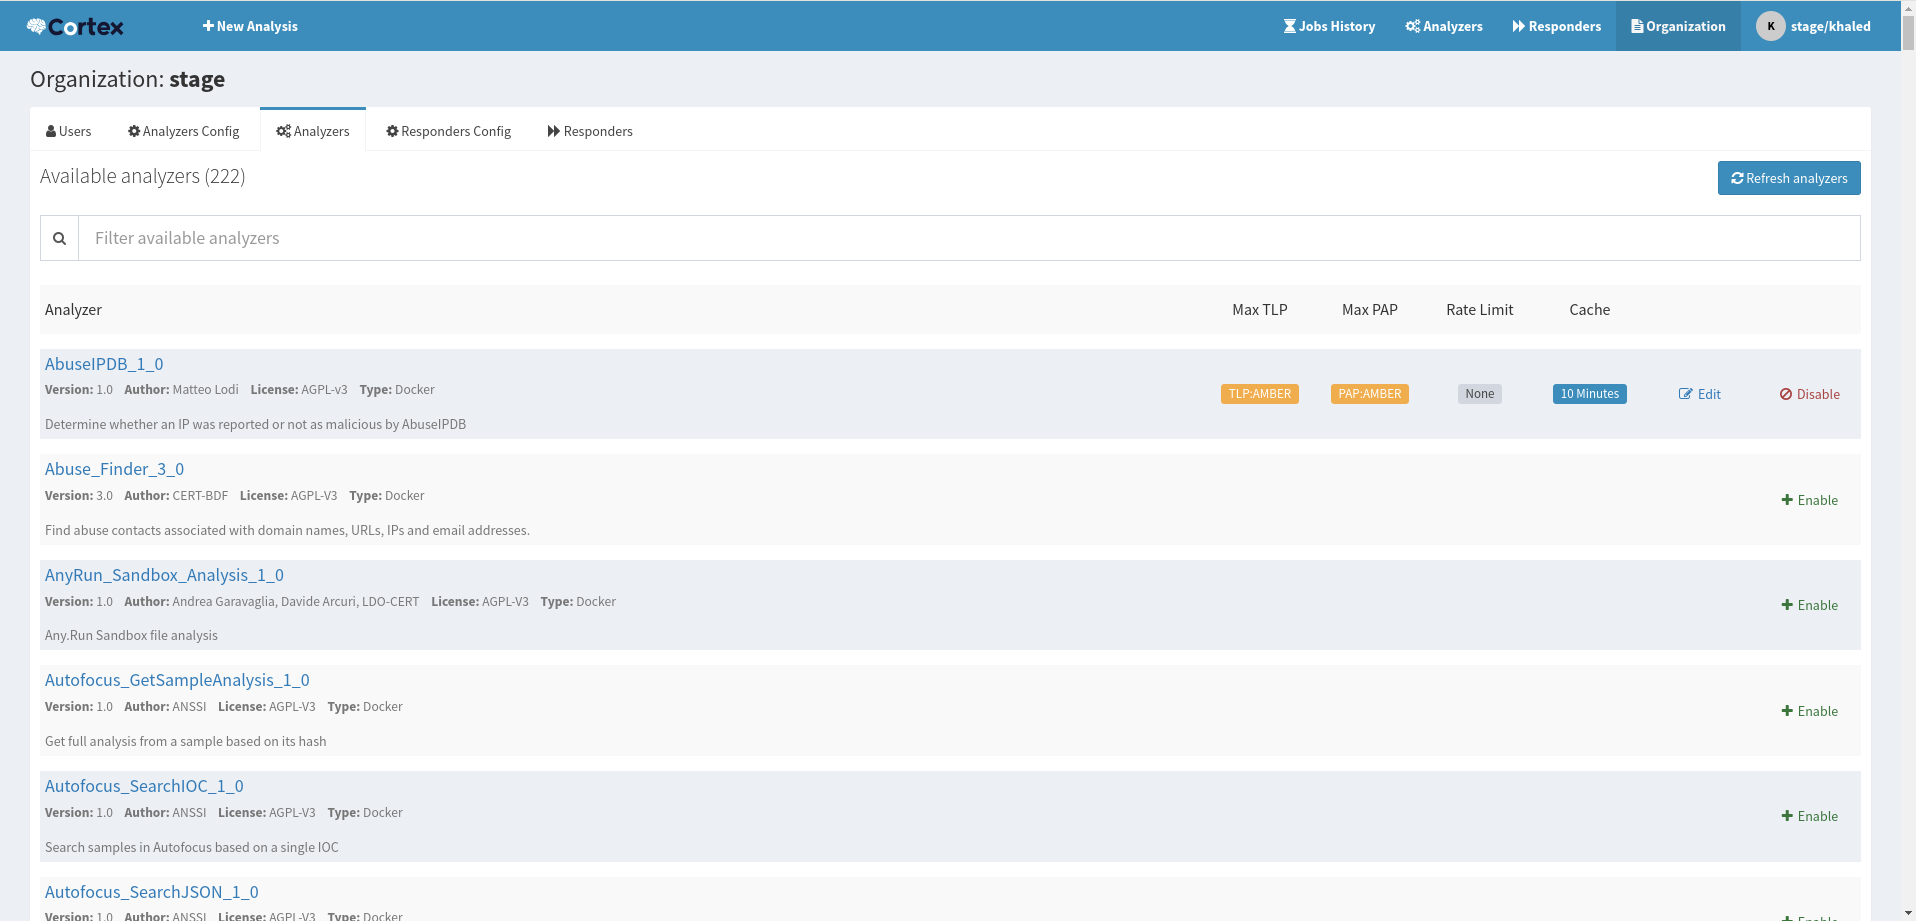 Cortex
New Analysis
Jobs History
Analyzers
Responders
Organization
K
stage/khaled
Organization: stage
Users
Analyzers Config
Analyzers
Responders Config
Responders
Available analyzers (222)
Refresh analyzers
Filter available analyzers
Analyzer Max TLP Max PAP Rate Limit Cache
AbuseIPDB_1_0
Version: 1.0 Author: Matteo Lodi License: AGPL-v3 Type: Docker
TLP:AMBER PAP:AMBER None 10 Minutes Edit Disable
Determine whether an IP was reported or not as malicious by AbuseIPDB
Abuse_Finder_3_0
Version: 3.0 Author: CERT-BDF License: AGPL-V3 Type: Docker
Enable
Find abuse contacts associated with domain names, URLs, IPs and email addresses.
AnyRun_Sandbox_Analysis_1_0
Version: 1.0 Author: Andrea Garavaglia, Davide Arcuri, LDO-CERT License: AGPL-V3 Type: Docker
Enable
Any.Run Sandbox file analysis
Autofocus_GetSampleAnalysis_1_0
Version: 1.0 Author: ANSSI License: AGPL-V3 Type: Docker
Enable
Get full analysis from a sample based on its hash
Autofocus_SearchIOC_1_0
Version: 1.0 Author: ANSSI License: AGPL-V3 Type: Docker
Enable
Search samples in Autofocus based on a single IOC
Autofocus_SearchJSON_1_0
Version: 1.0 Author: ANSSI License: AGPL-V3 Type: Docker
Enable